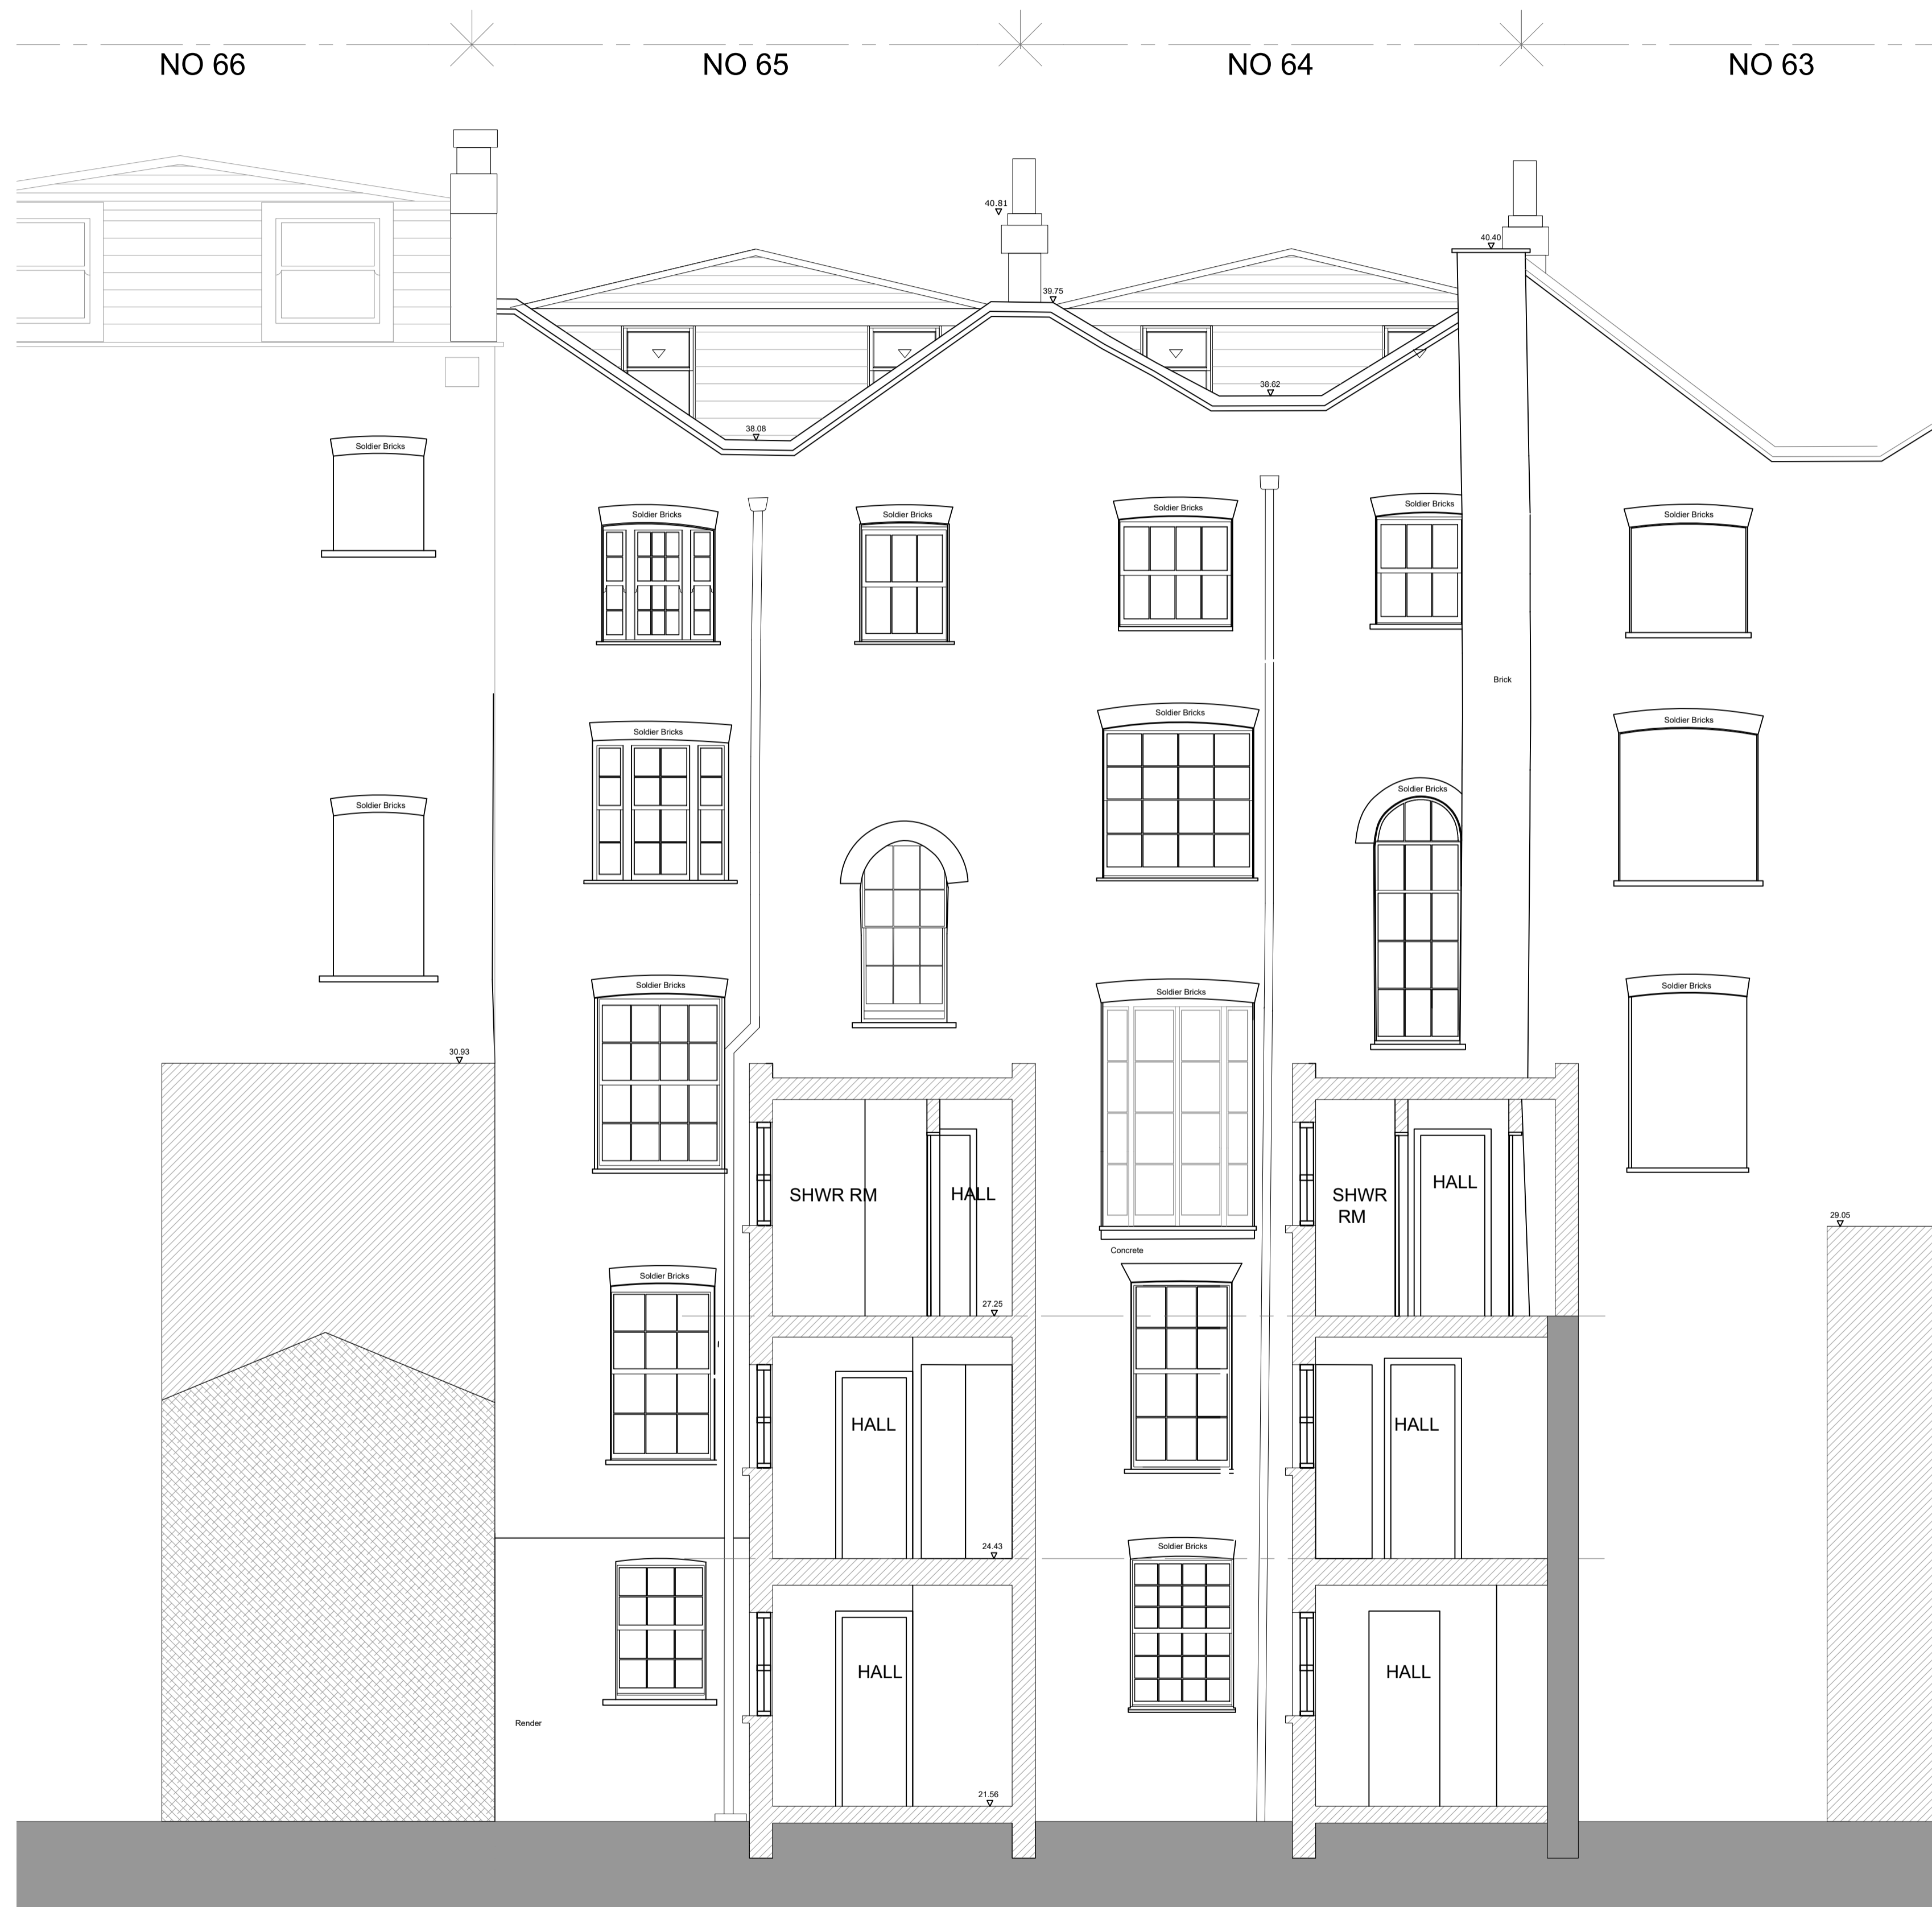 NO 66
NO 65
NO 64
NO 63
40.81
40.40
39.75
38.62
38.08
Soldier Bricks
Soldier Bricks
Soldier Bricks
Soldier Bricks
Soldier Bricks
Soldier Bricks
Brick
Soldier Bricks
Soldier Bricks
Soldier Bricks
Soldier Bricks
Soldier Bricks
Soldier Bricks
Soldier Bricks
Soldier Bricks
30.93
SHWR RM
HALL
SHWR
RM
HALL
29.05
Concrete
Soldier Bricks
27.25
HALL
HALL
24.43
Soldier Bricks
HALL
HALL
Render
21.56